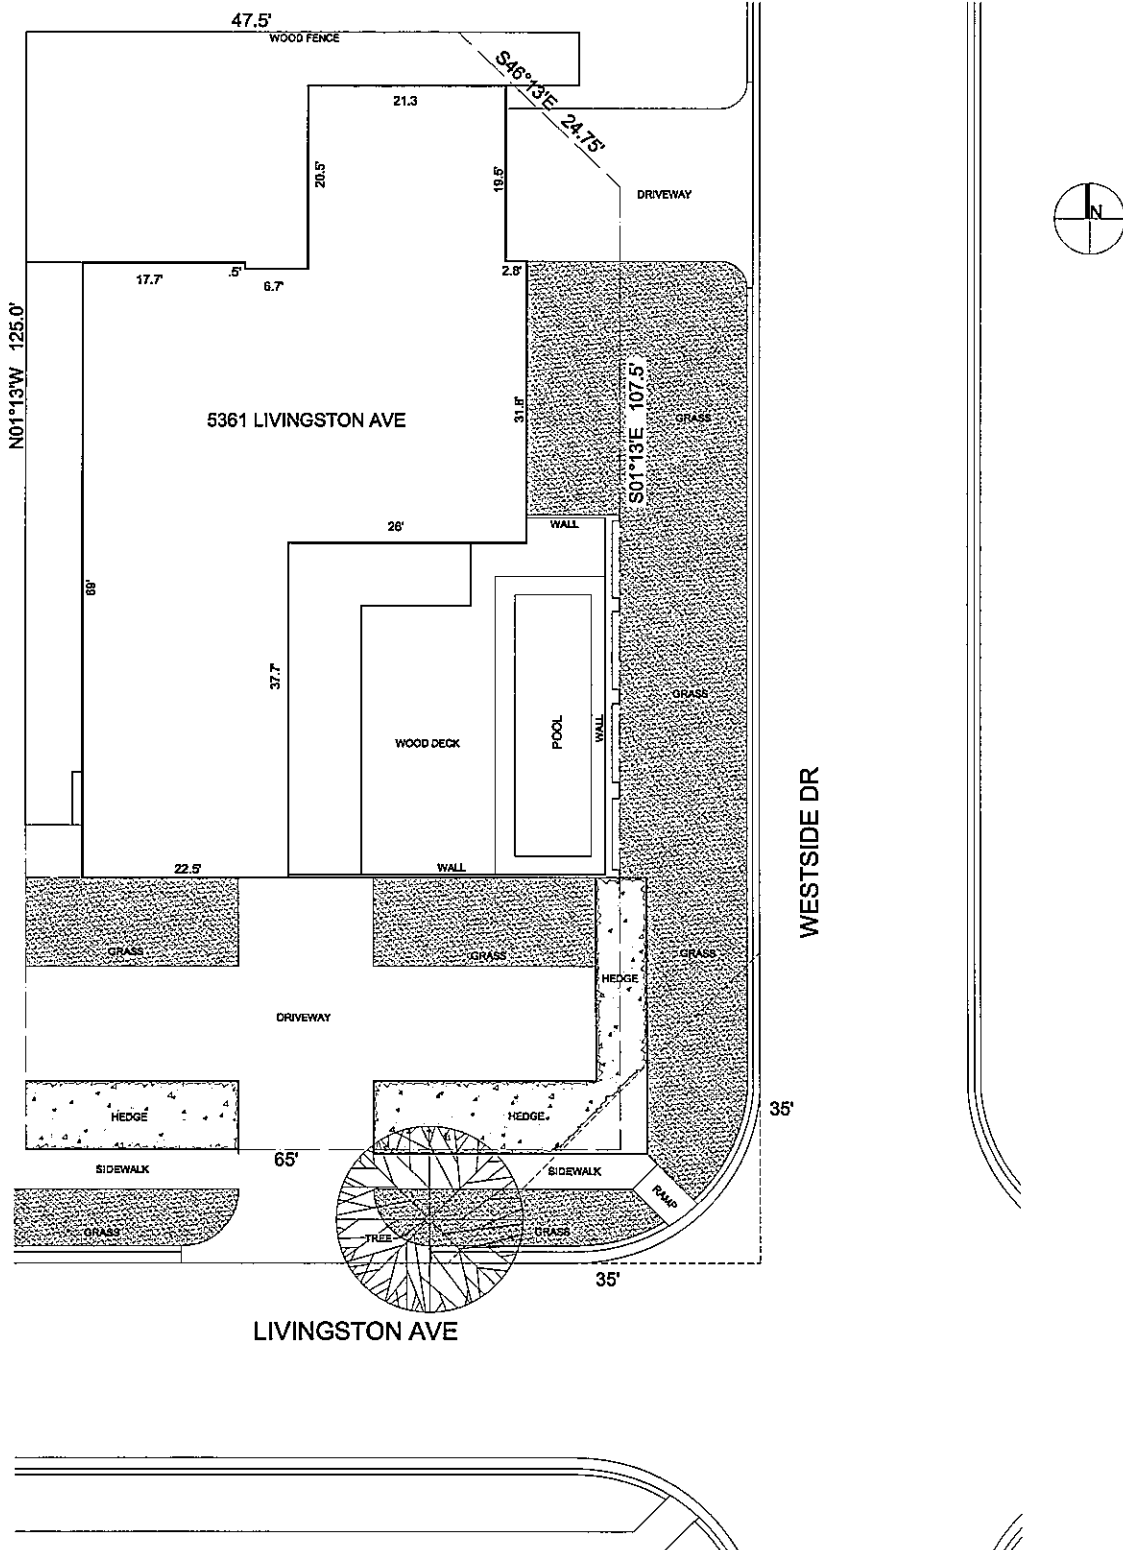 47.5'
WOOD FENCE
S46°13'E 24.75'
21.3
20.5'
19.5'
DRIVEWAY
N
17.7'
.5'
6.7'
2.8'
N01°13'W 125.0'
5361 LIVINGSTON AVE
31.8'
S01°13'E 107.5'
GRASS
26'
WALL
69'
37.7'
GRASS
WOOD DECK
POOL
WALL
WESTSIDE DR
22.5'
WALL
GRASS
GRASS
GRASS
HEDGE
DRIVEWAY
HEDGE
HEDGE
35'
65'
SIDEWALK
SIDEWALK
RAMP
GRASS
TREE
GRASS
35'
LIVINGSTON AVE